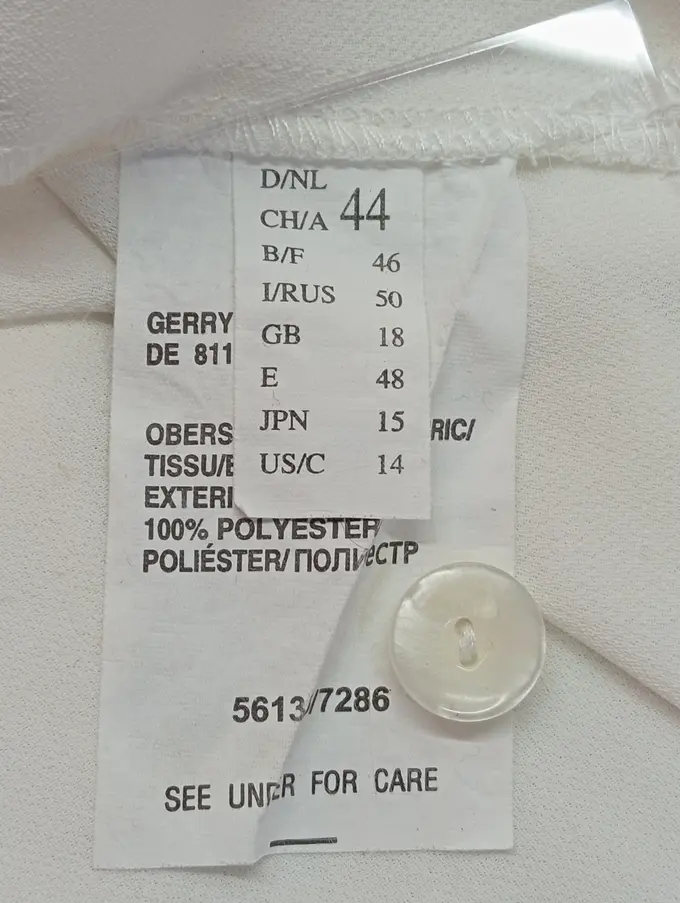 D/NL
CH/A 44
B/F 46
I/RUS 50
GB 18
E 48
JPN 15
US/C 14
GERRY
DE 811
OBERS RIC/
TISSU/E
EXTERI
100% POLYESTER
POLIÉSTER/ПОЛИЕСТР
5613/7286
SEE UNDER FOR CARE